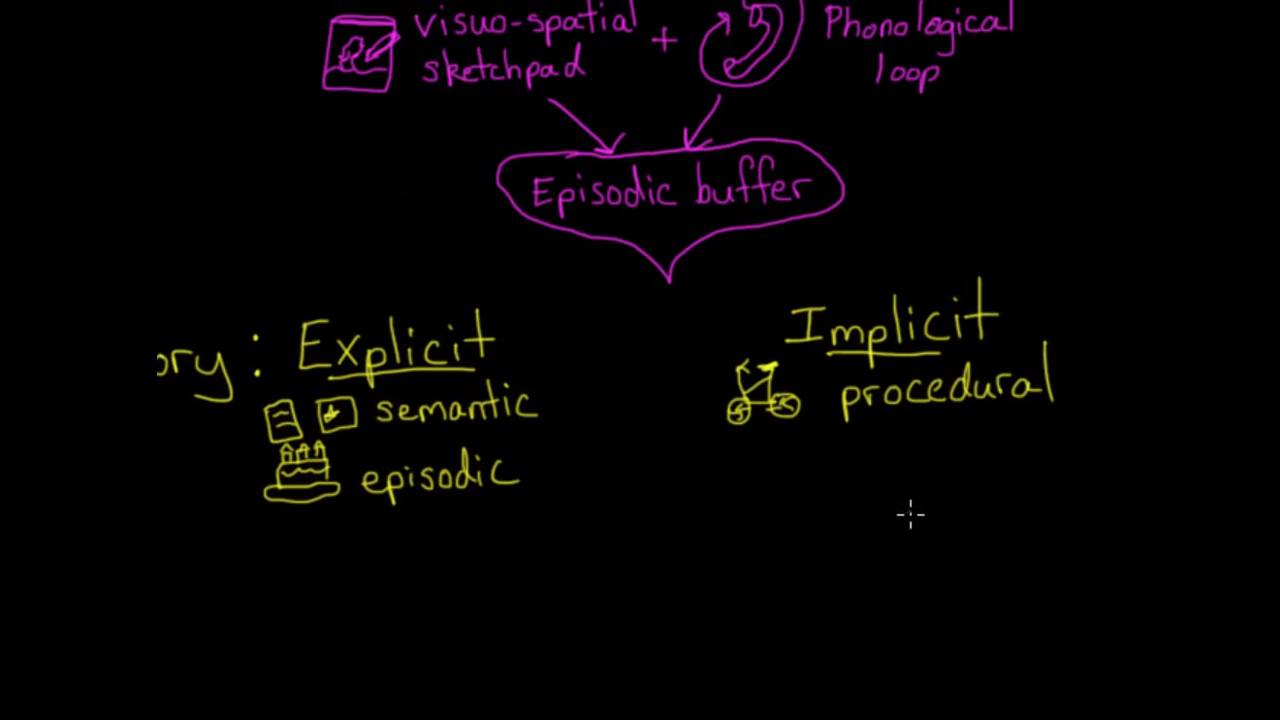 visuo-spatial
sketchpad
+
Phonological
loop
Episodic buffer
ory: Explicit
semantic
episodic
Implicit
procedural